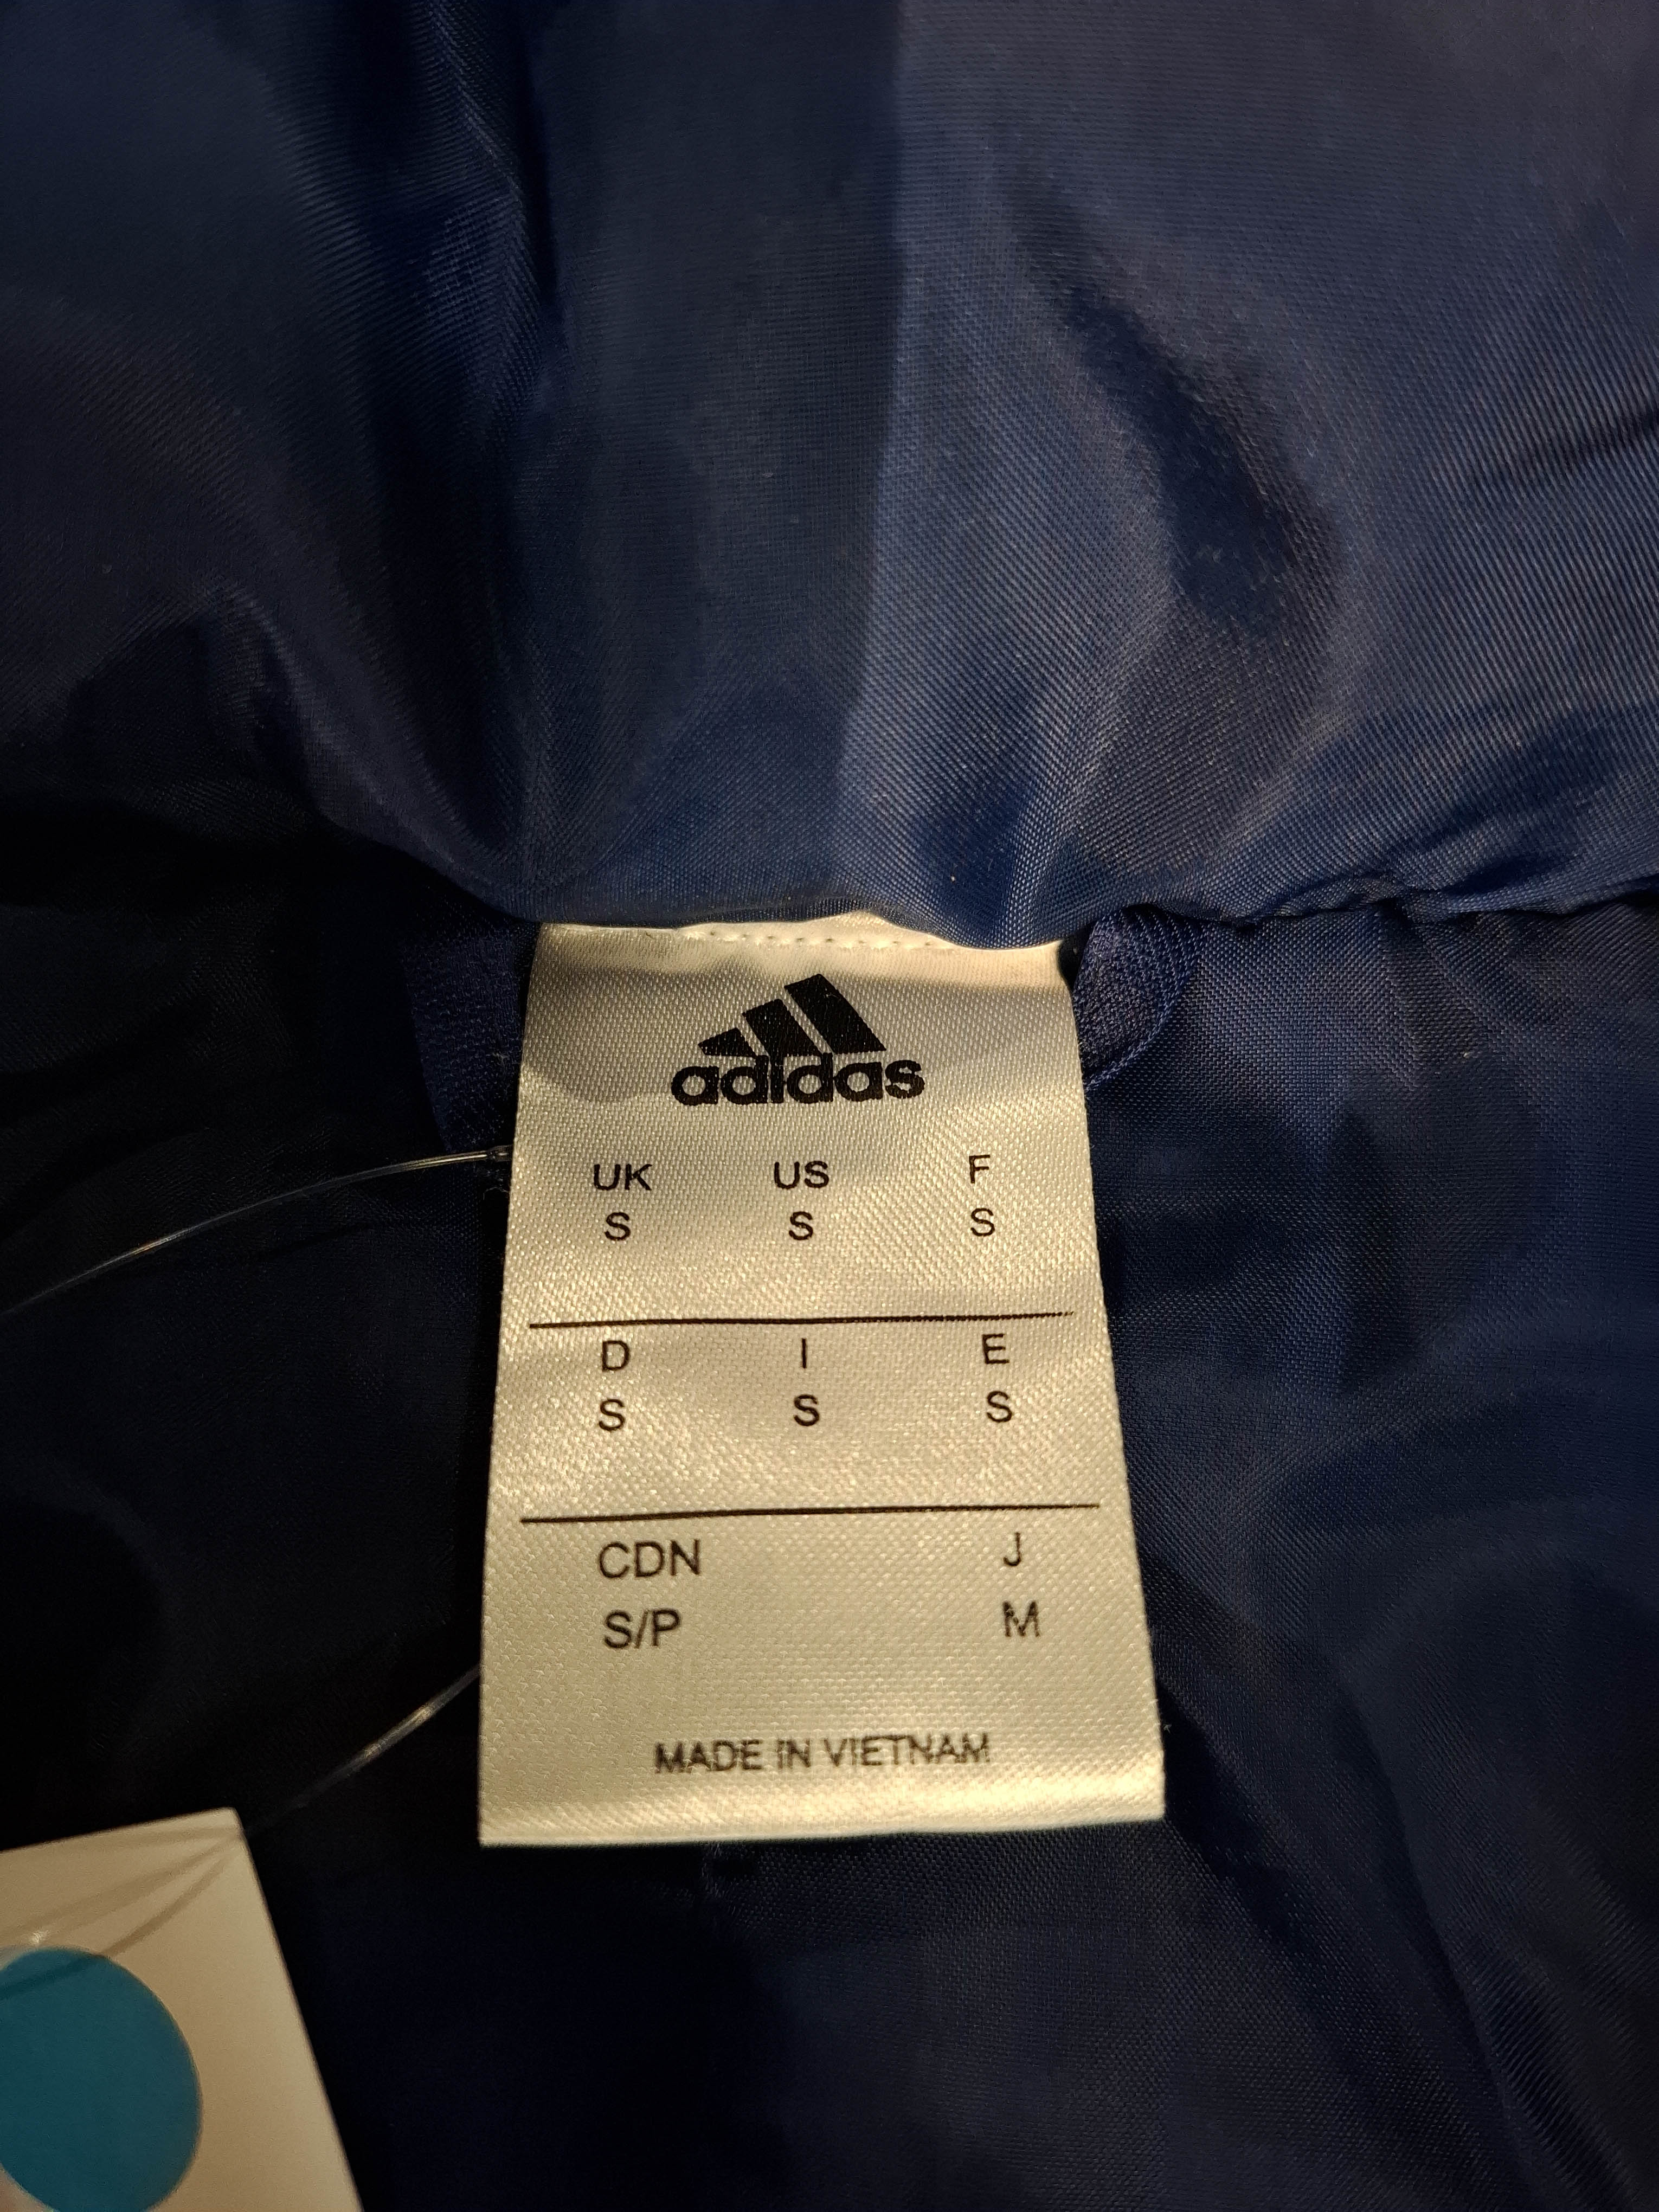 adidas
UK US F
S S S
D I E
S S S
CDN J
S/P M
MADE IN VIETNAM